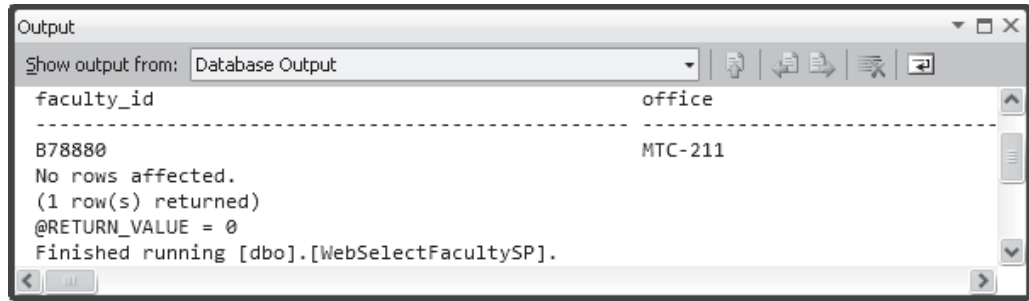 Output
Show output from: Database Output
faculty_id office
-------------------------------------------------- ------------------------------
B78880 MTC-211
No rows affected.
(1 row(s) returned)
@RETURN_VALUE = 0
Finished running [dbo].[WebSelectFacultySP].